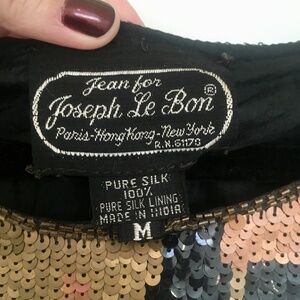 Jean for
Joseph Le Bon ®
Paris-Hong Kong-New York
R.N.61170
PURE SILK
100%
PURE SILK LINING
MADE IN INDIA
M